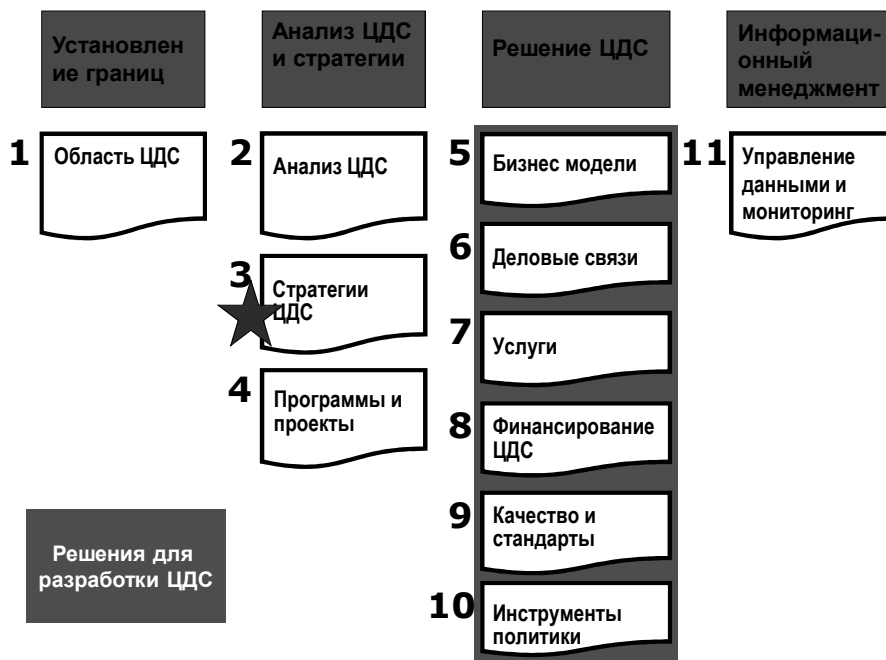 Установлен
ие границ
Анализ ЦДС
и стратегии
Решение ЦДС
Информаци-
онный
менеджмент
1
Область ЦДС
2
Анализ ЦДС
3
Стратегии
ЦДС
4
Программы и
проекты
5
Бизнес модели
6
Деловые связи
7
Услуги
8
Финансирование
ЦДС
9
Качество и
стандарты
10
Инструменты
политики
11
Управление
данными и
мониторинг
Решения для
разработки ЦДС